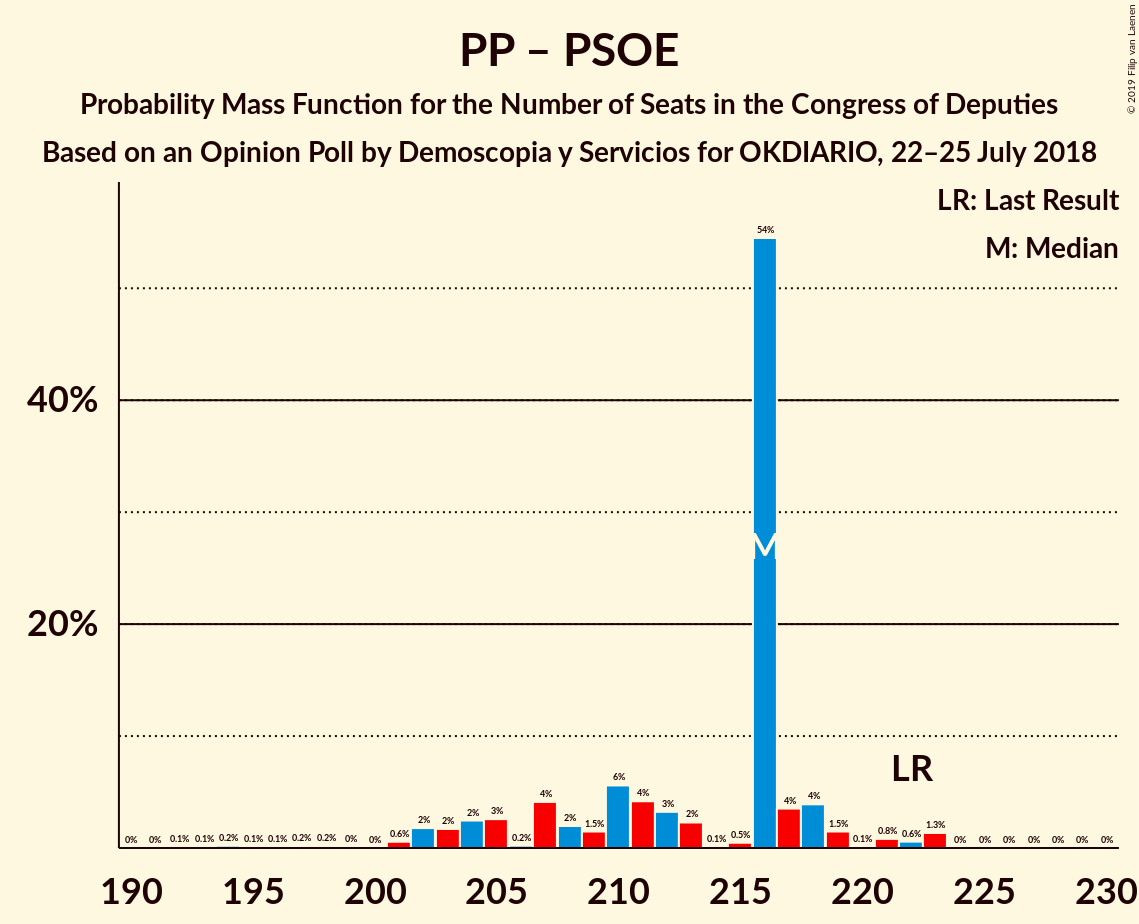 PP – PSOE
Probability Mass Function for the Number of Seats in the Congress of Deputies
Based on an Opinion Poll by Demoscopia y Servicios for OKDIARIO, 22–25 July 2018
© 2019 Filip van Laenen
LR: Last Result
M: Median
54%
40%
20%
M
LR
0% 0% 0.1% 0.1% 0.2% 0.1% 0.1% 0.2% 0.2% 0% 0% 0.6% 2% 2% 2% 3% 0.2% 4% 2% 1.5% 6% 4% 3% 2% 0.1% 0.5% 4% 4% 1.5% 0.1% 0.8% 0.6% 1.3% 0% 0% 0% 0% 0% 0% 0%
190 195 200 205 210 215 220 225 230